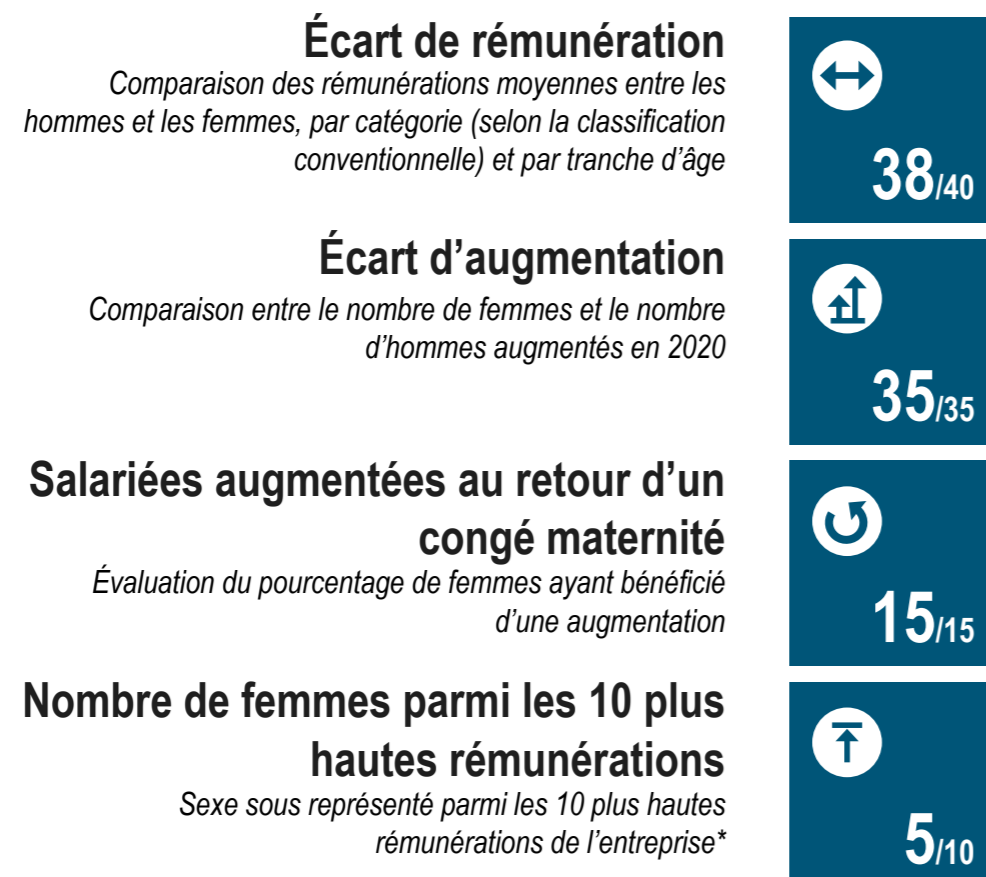 Écart de rémunération
Comparaison des rémunérations moyennes entre les
hommes et les femmes, par catégorie (selon la classification
conventionnelle) et par tranche d’âge
38/40
Écart d’augmentation
Comparaison entre le nombre de femmes et le nombre
d’hommes augmentés en 2020
35/35
Salariées augmentées au retour d’un
congé maternité
Évaluation du pourcentage de femmes ayant bénéficié
d’une augmentation
15/15
Nombre de femmes parmi les 10 plus
hautes rémunérations
Sexe sous représenté parmi les 10 plus hautes
rémunérations de l’entreprise*
5/10